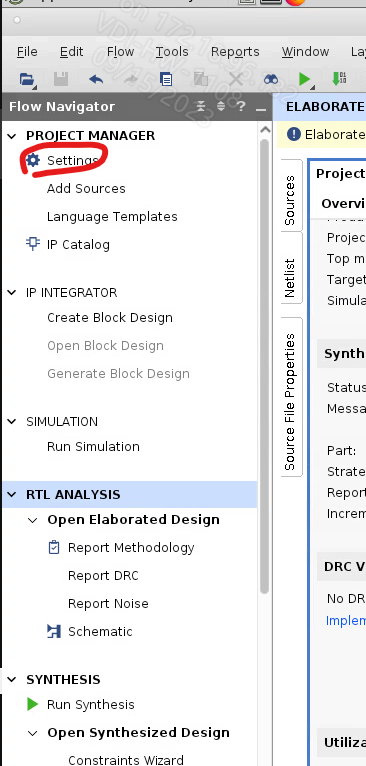 File Edit Flow Tools Reports Window
Flow Navigator
ELABORATE
PROJECT MANAGER
Elaborate
Settings
Project
Add Sources
Overvi
Language Templates
IP Catalog
Projec
Top m
Target
Simula
IP INTEGRATOR
Create Block Design
Open Block Design
Generate Block Design
Synth
Status
Messa
SIMULATION
Run Simulation
Part:
Strate
Report
Increm
RTL ANALYSIS
Open Elaborated Design
Report Methodology
Report DRC
Report Noise
Schematic
DRC V
No DR
Implem
SYNTHESIS
Run Synthesis
Open Synthesized Design
Constraints Wizard
Utiliza
Sources
Netlist
Source File Properties